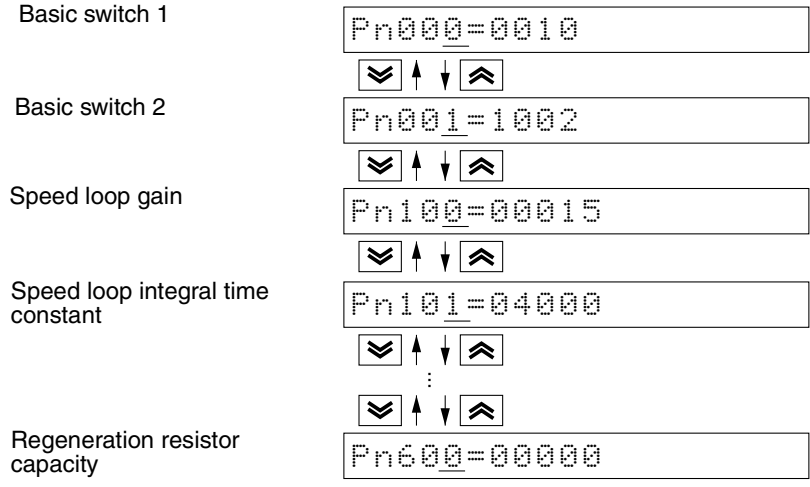 Basic switch 1
Pn000=0010
Basic switch 2
Pn001=1002
Speed loop gain
Pn100=00015
Speed loop integral time
constant
Pn101=04000
⋮
Regeneration resistor
capacity
Pn600=00000